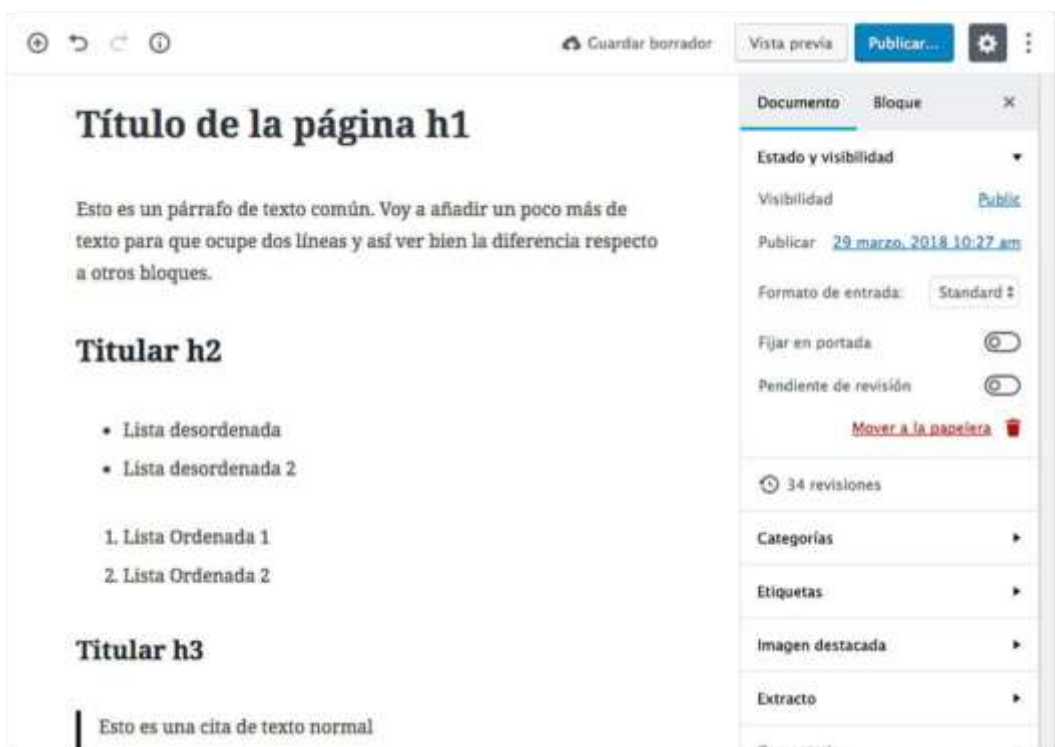 Guardar borrador
Vista previa
Publicar...
Título de la página h1
Esto es un párrafo de texto común. Voy a añadir un poco más de
texto para que ocupe dos líneas y así ver bien la diferencia respecto
a otros bloques.
Titular h2
• Lista desordenada
• Lista desordenada 2
1. Lista Ordenada 1
2. Lista Ordenada 2
Titular h3
Esto es una cita de texto normal
Documento Bloque
Estado y visibilidad
Visibilidad Public
Publicar 29 marzo, 2018 10:27 am
Formato de entrada: Standard
Fijar en portada
Pendiente de revisión
Mover a la papelera
34 revisiones
Categorías
Etiquetas
Imagen destacada
Extracto